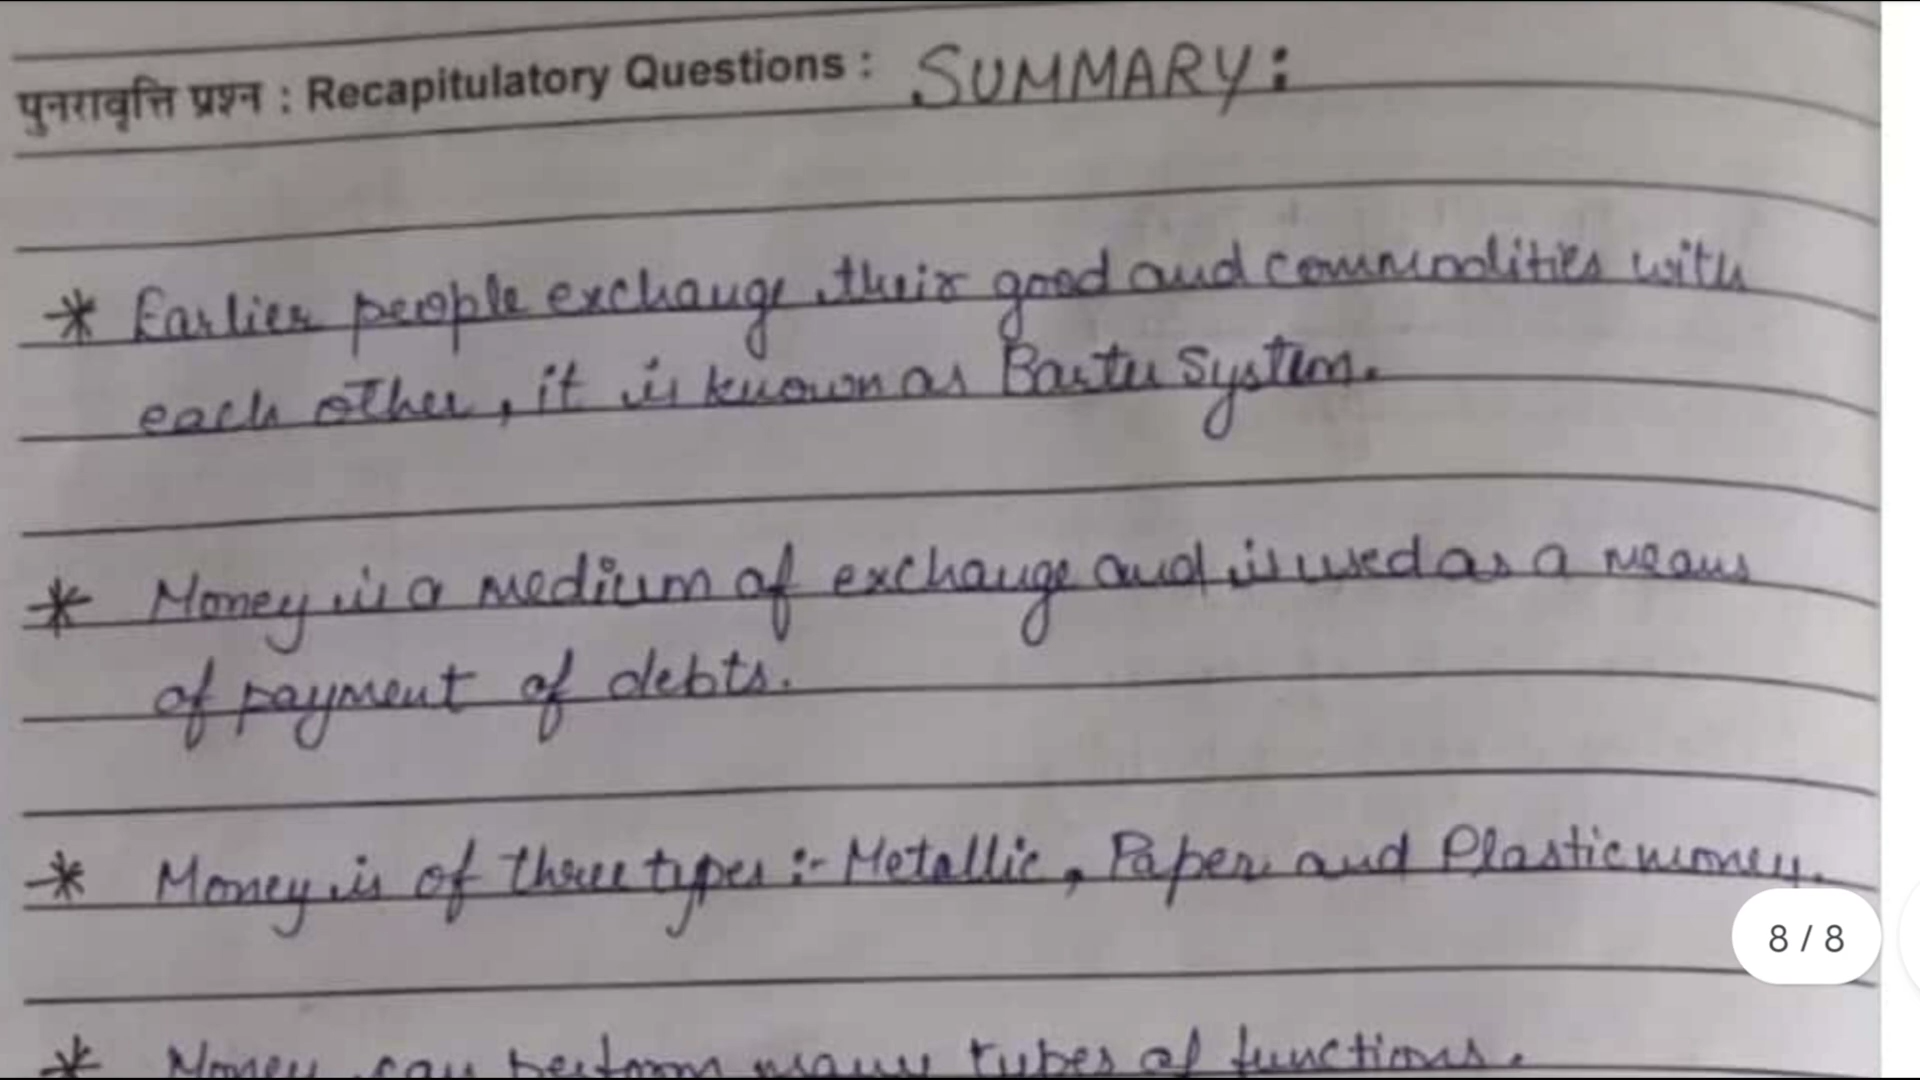 पुनरावृत्ति प्रश्न : Recapitulatory Questions : SUMMARY:
* Earlier people exchange their good and commodities with
each other, it is known as Barter System.
* Money is a medium of exchange and is used as a means
of payment of debts.
* Money is of three types :- Metallic, Paper and Plastic money.
8 / 8
* Money can perform many types of functions.